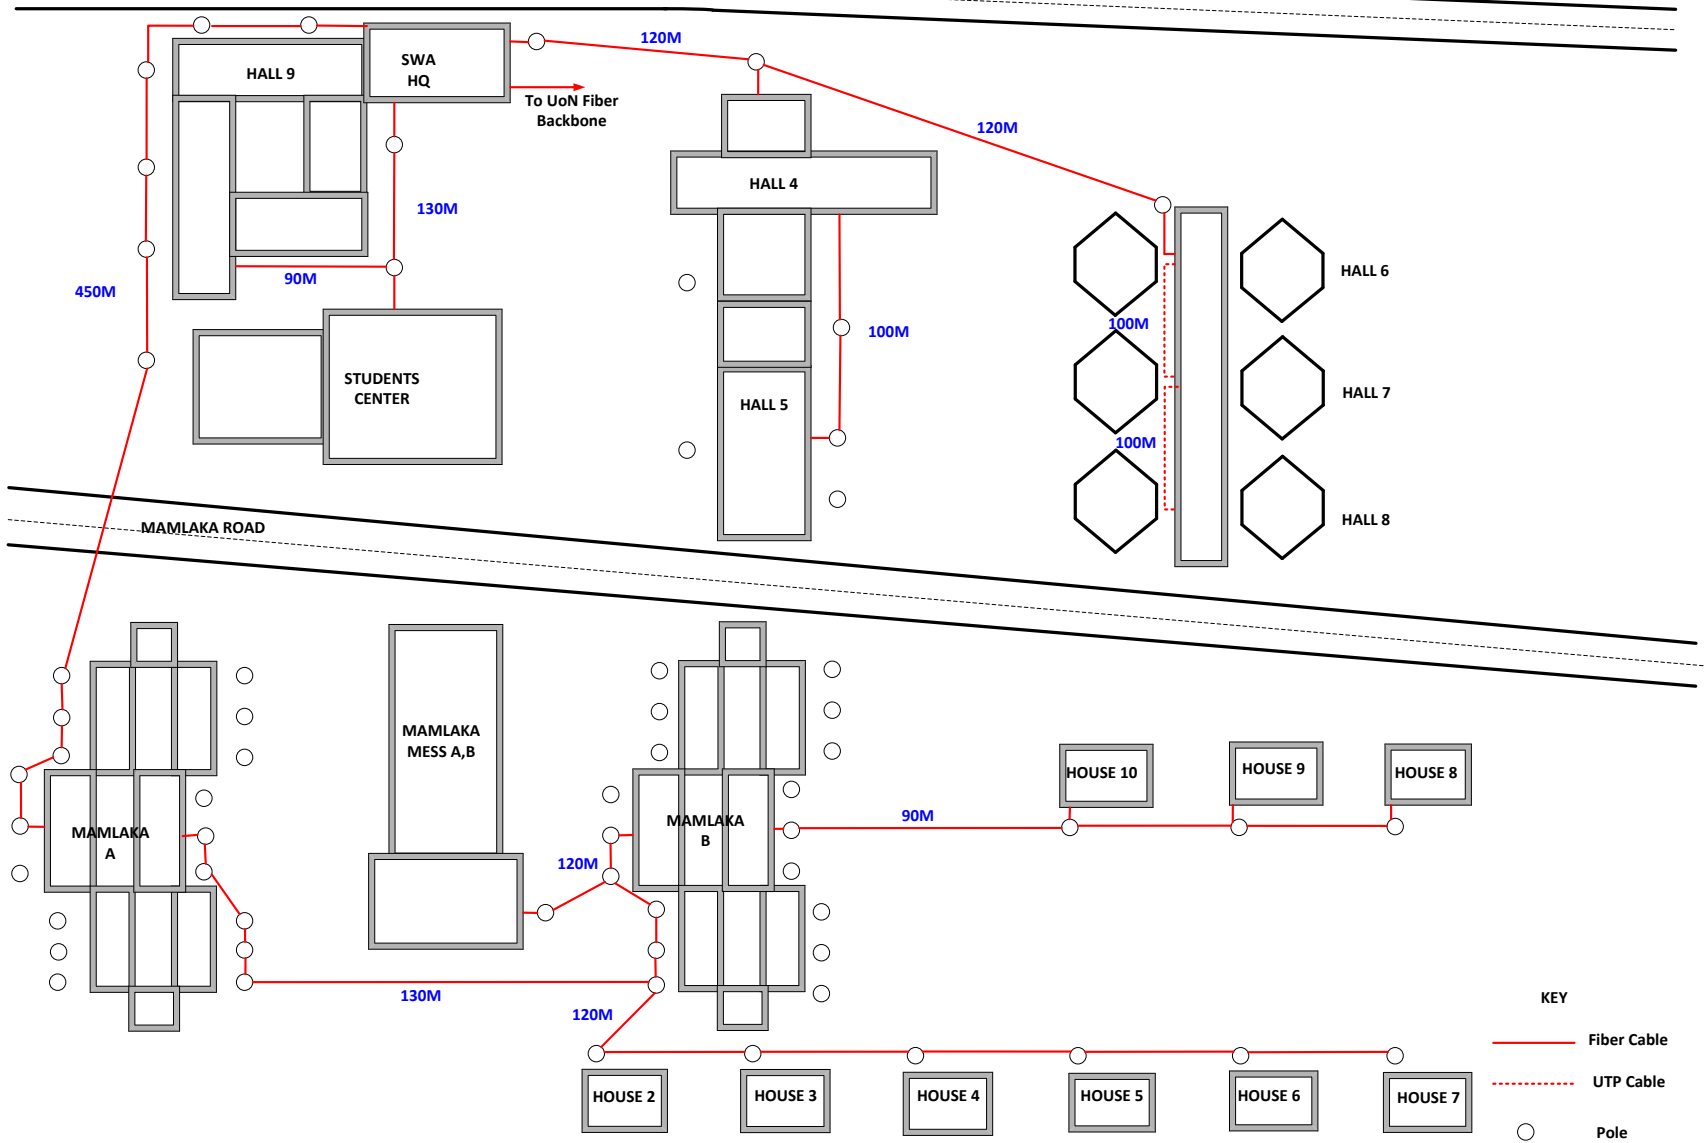 120M
SWA
HQ
HALL 9
To UoN Fiber
Backbone
120M
HALL 4
130M
HALL 6
90M
450M
100M
100M
STUDENTS
CENTER
HALL 7
HALL 5
100M
HALL 8
MAMLAKA ROAD
MAMLAKA
MESS A,B
HOUSE 10
HOUSE 9
HOUSE 8
MAMLAKA
A
MAMLAKA
B
90M
120M
130M
120M
KEY
Fiber Cable
UTP Cable
Pole
HOUSE 2
HOUSE 3
HOUSE 4
HOUSE 5
HOUSE 6
HOUSE 7